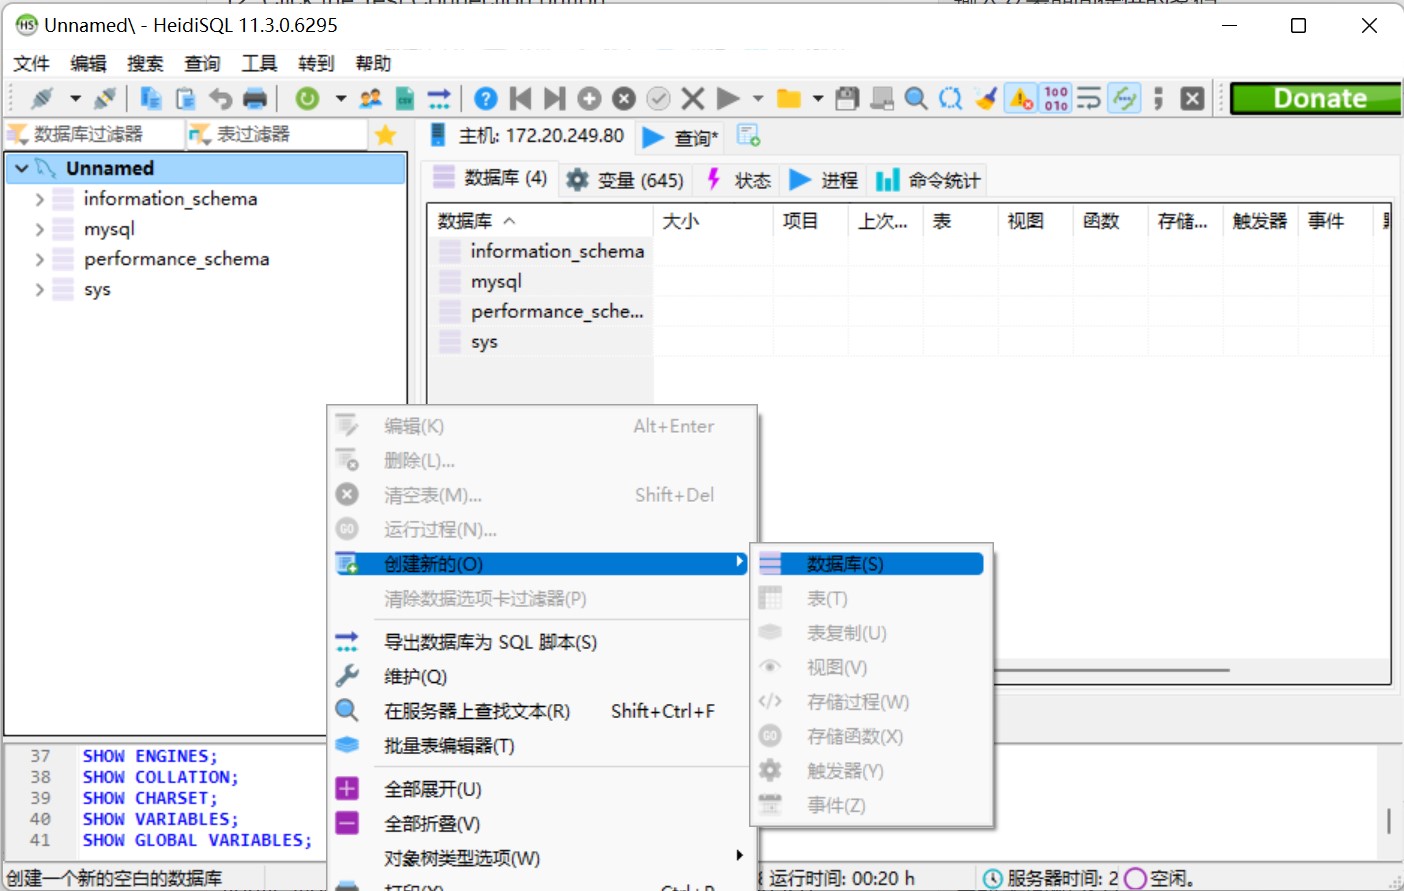 Unnamed\ - HeidiSQL 11.3.0.6295
文件 编辑 搜索 查询 工具 转到 帮助
Donate
数据库过滤器 表过滤器
主机: 172.20.249.80 查询*
Unnamed
information_schema
mysql
performance_schema
sys
数据库 (4) 变量 (645) 状态 进程 命令统计
数据库 大小 项目 上次... 表 视图 函数 存储... 触发器 事件
information_schema
mysql
performance_sche...
sys
编辑(K) Alt+Enter
删除(L)...
清空表(M)... Shift+Del
运行过程(N)...
创建新的(O)
清除数据选项卡过滤器(P)
导出数据库为 SQL 脚本(S)
维护(Q)
在服务器上查找文本(R) Shift+Ctrl+F
批量表编辑器(T)
全部展开(U)
全部折叠(V)
对象树类型选项(W)
打印(X) Ctrl+P
数据库(S)
表(T)
表复制(U)
视图(V)
存储过程(W)
存储函数(X)
触发器(Y)
事件(Z)
37 SHOW ENGINES;
38 SHOW COLLATION;
39 SHOW CHARSET;
40 SHOW VARIABLES;
41 SHOW GLOBAL VARIABLES;
创建一个新的空白的数据库
运行时间: 00:20 h 服务器时间: 2 空闲。